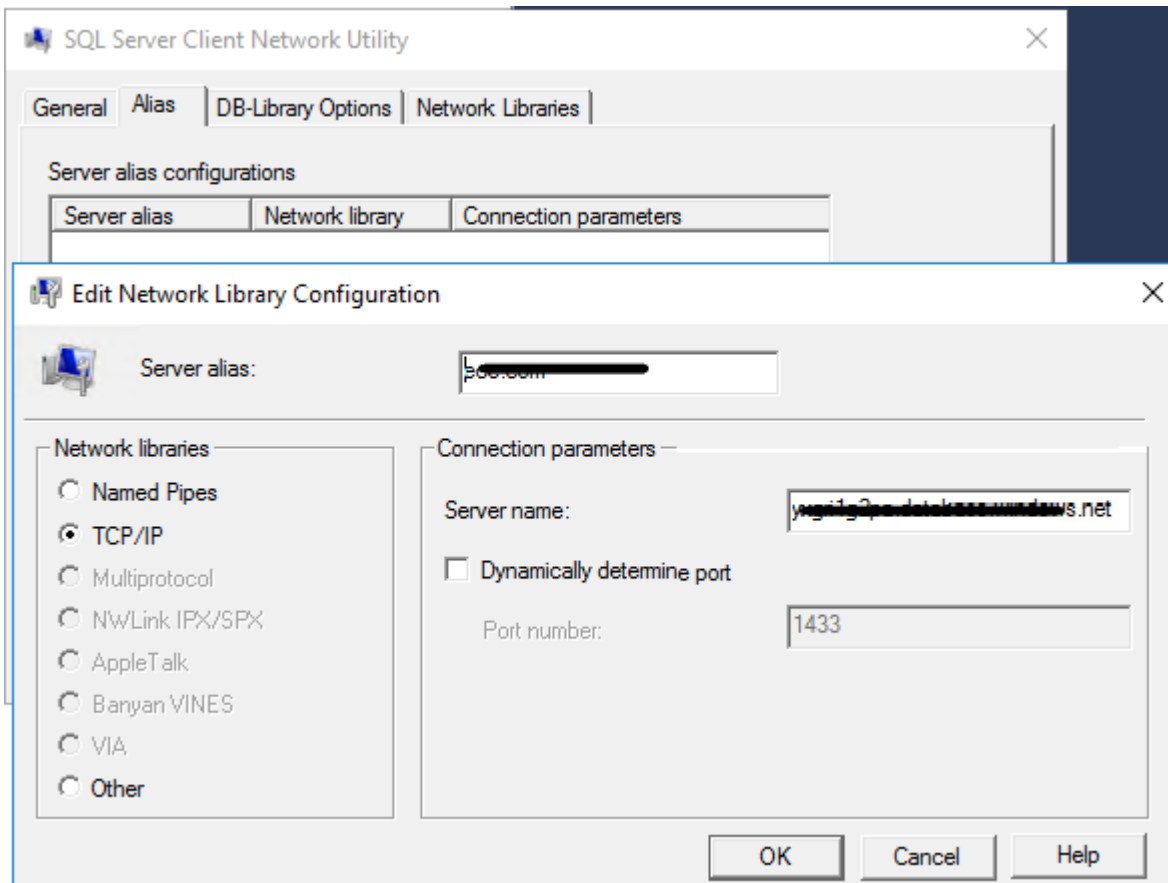 SQL Server Client Network Utility
General Alias DB-Library Options Network Libraries
Server alias configurations
Server alias Network library Connection parameters
Edit Network Library Configuration
Server alias:
Network libraries
Connection parameters
Named Pipes
Server name: s.net
TCP/IP
Dynamically determine port
Multiprotocol
NWLink IPX/SPX
Port number: 1433
AppleTalk
Banyan VINES
VIA
Other
OK Cancel Help